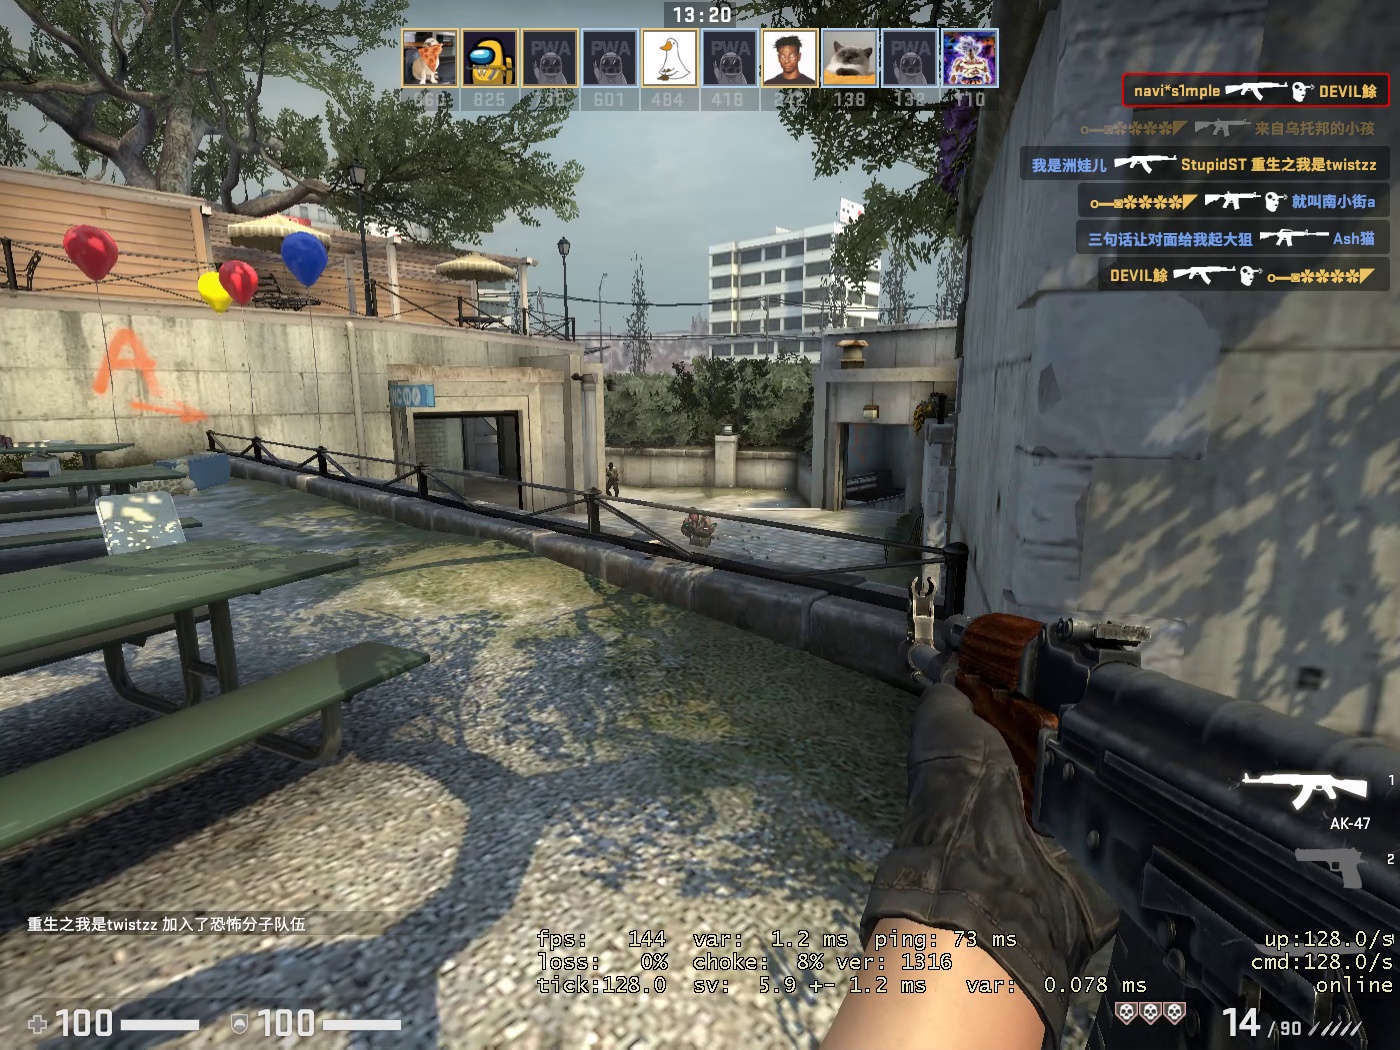 13:20
PWA PWA PWA PWA
825 601 484 418 138
navi*s1mple DEVIL鮽
来自乌托邦的小孩
我是洲娃儿 StupidST 重生之我是twistzz
就叫南小街a
三句话让对面给我起大狙 Ash猫
DEVIL鮽
A
1
AK-47
2
重生之我是twistzz 加入了恐怖分子队伍
fps: 144 var: 1.2 ms ping: 73 ms
loss: 0% choke: 8% ver: 1316
tick:128.0 sv: 5.9 +- 1.2 ms var: 0.078 ms
up:128.0/s
cmd:128.0/s
online
100 100
14 / 90